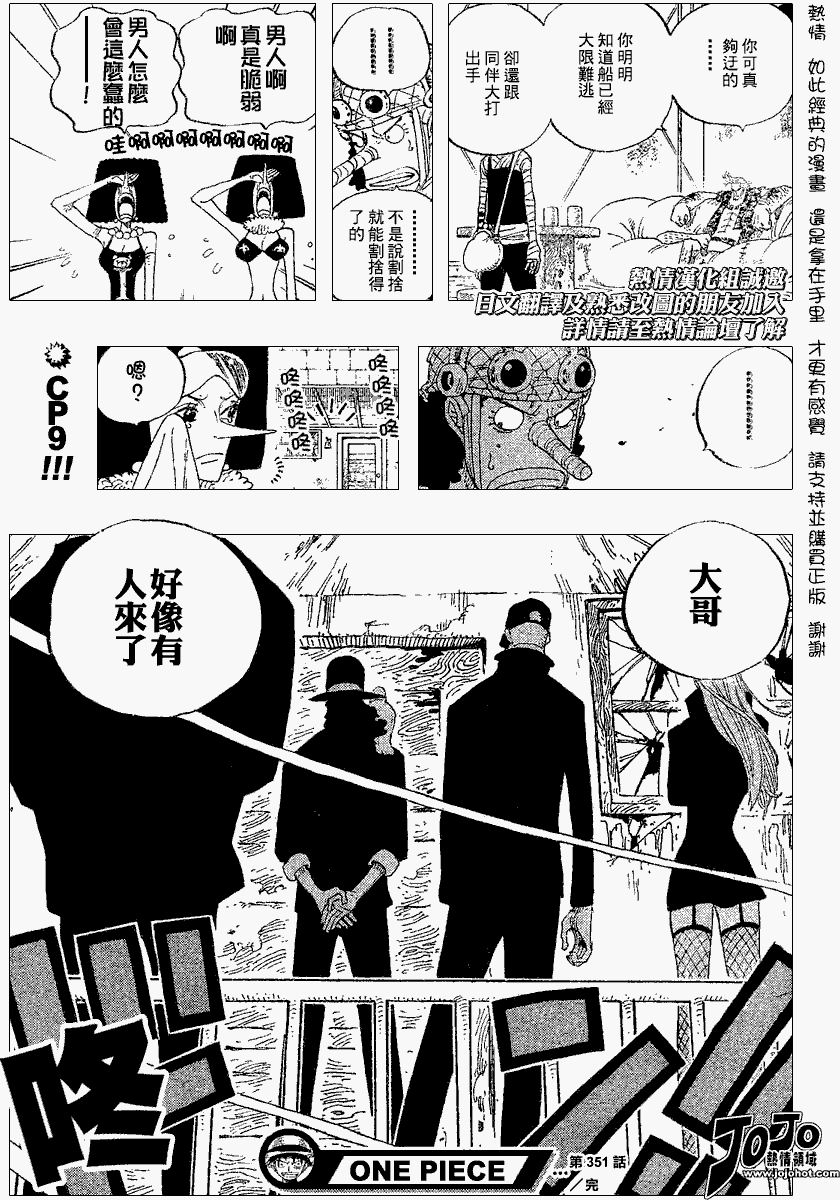 熱情 如此經典的漫畫 還是拿在手里 才更有感覺 請支持並購買正版 謝謝
你可真
夠迂的
……
你明明
知道船已經
大限難逃
卻還跟
同伴大打
出手
…………
………
不是說割捨
就能割捨得
了的
男人啊
真是脆弱
啊
男人怎麼
會這麼蠢的
——!
哇啊啊啊啊啊啊
熱情漢化組誠邀
日文翻譯及熟悉改圖的朋友加入
詳情請至熱情論壇了解
…………
咚咚
咚咚
咚咚
咚咚
嗯?
CP9!!!
大哥
好像有
人來了
咚
ONE PIECE
…第351話
/完
JOJO
熱情領域
www.jojohot.com